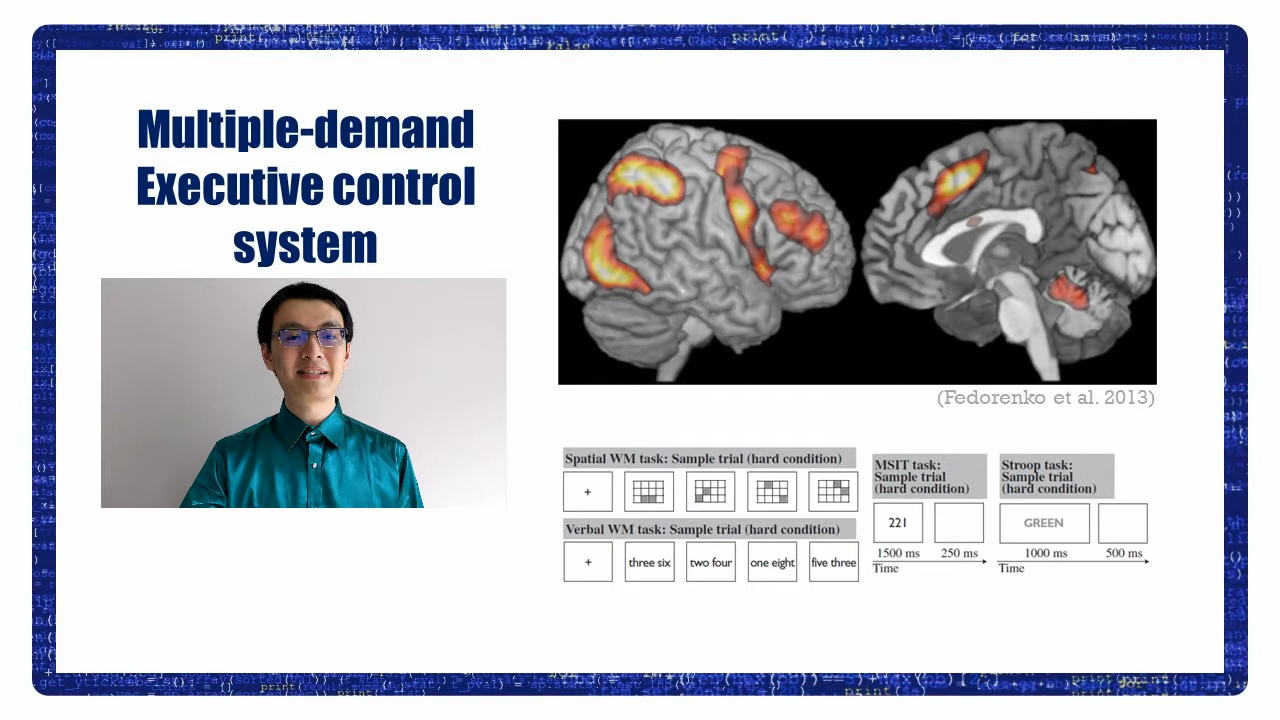 Multiple-demand
Executive control
system
(Fedorenko et al. 2013)
Spatial WM task: Sample trial (hard condition)
+
Verbal WM task: Sample trial (hard condition)
+
three six
two four
one eight
five three
MSIT task:
Sample trial
(hard condition)
221
1500 ms
250 ms
Time
Stroop task:
Sample trial
(hard condition)
GREEN
1000 ms
500 ms
Time